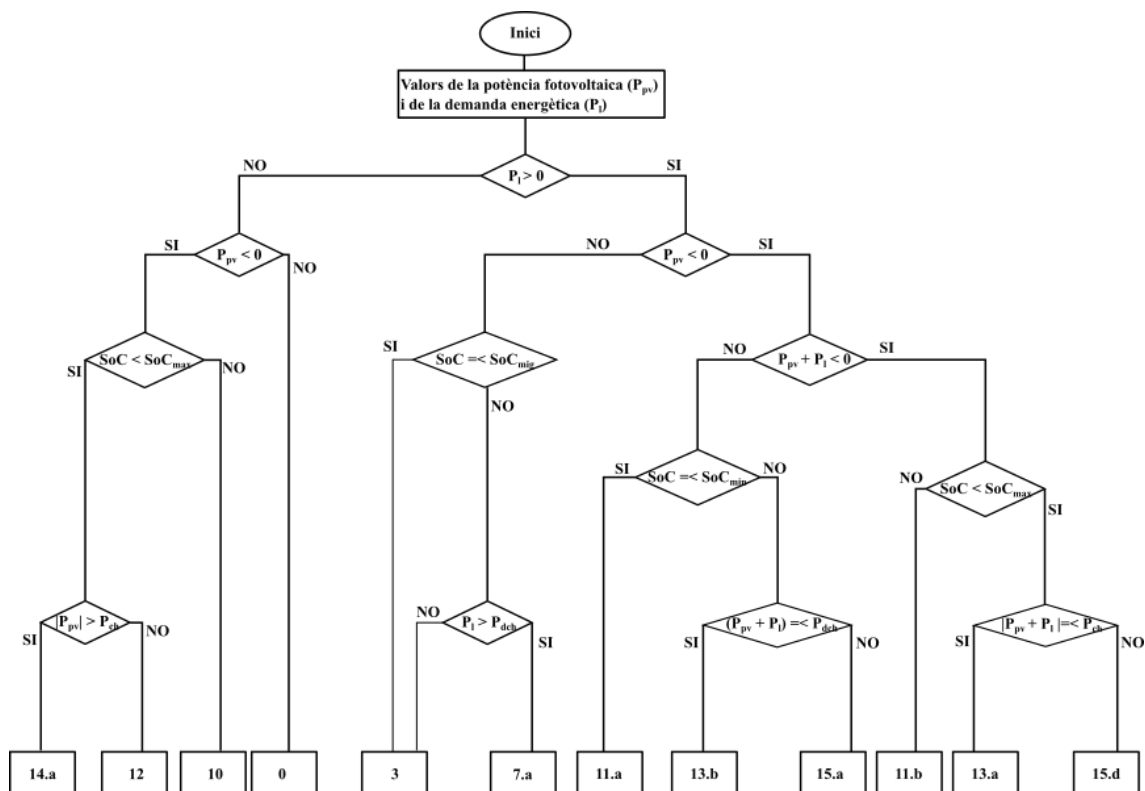 Inici
Valors de la potència fotovoltaica (Ppv)
i de la demanda energètica (Pl)
NO
Pl > 0
SI
SI
Ppv < 0
NO
NO
Ppv < 0
SI
SI
SoC < SoCmax
NO
SI
SoC =< SoCmig
NO
NO
Ppv + Pl < 0
SI
SI
SoC =< SoCmin
NO
NO
SoC < SoCmax
SI
SI
|Ppv| > Pch
NO
NO
Pl > Pdch
SI
SI
(Ppv + Pl) =< Pdch
NO
SI
|Ppv + Pl |=< Pch
NO
14.a
12
10
0
3
7.a
11.a
13.b
15.a
11.b
13.a
15.d